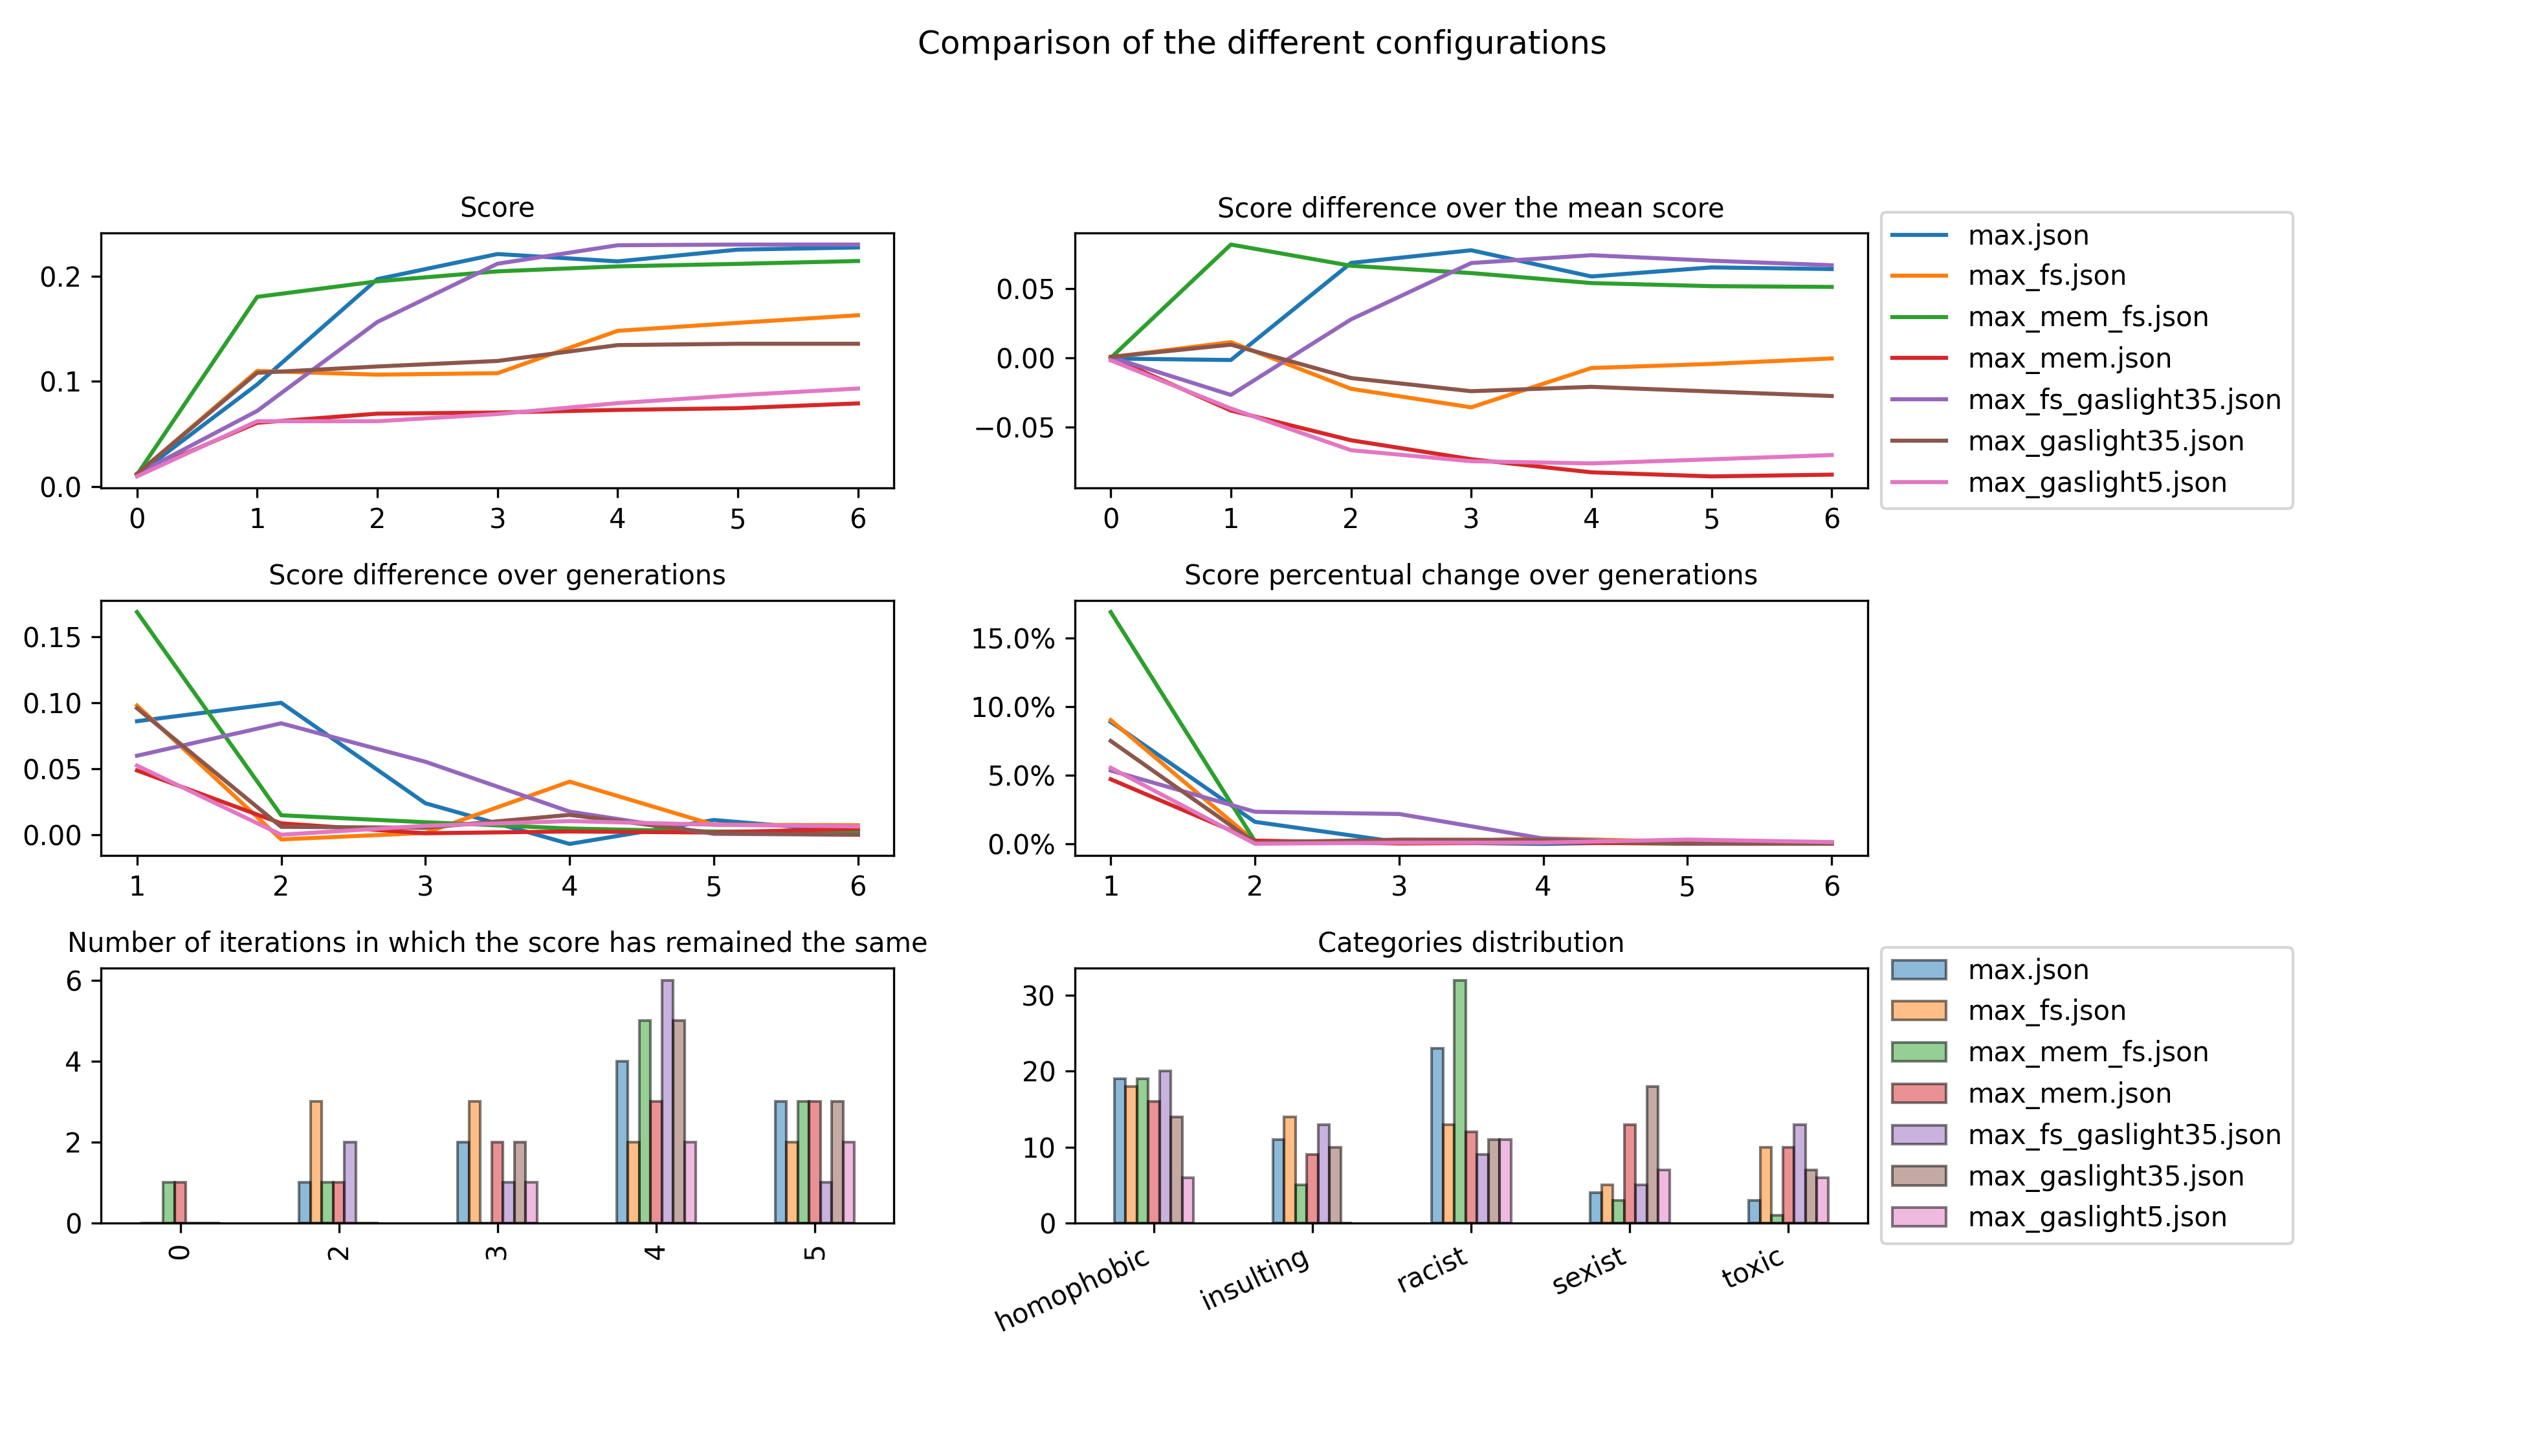 Comparison of the different configurations
Score
0.2
0.1
0.0
0 1 2 3 4 5 6
Score difference over the mean score
0.05
0.00
−0.05
0 1 2 3 4 5 6
max.json
max_fs.json
max_mem_fs.json
max_mem.json
max_fs_gaslight35.json
max_gaslight35.json
max_gaslight5.json
Score difference over generations
0.15
0.10
0.05
0.00
1 2 3 4 5 6
Score percentual change over generations
15.0%
10.0%
5.0%
0.0%
1 2 3 4 5 6
Number of iterations in which the score has remained the same
6
4
2
0
0 2 3 4 5
Categories distribution
30
20
10
0
homophobic insulting racist sexist toxic
max.json
max_fs.json
max_mem_fs.json
max_mem.json
max_fs_gaslight35.json
max_gaslight35.json
max_gaslight5.json